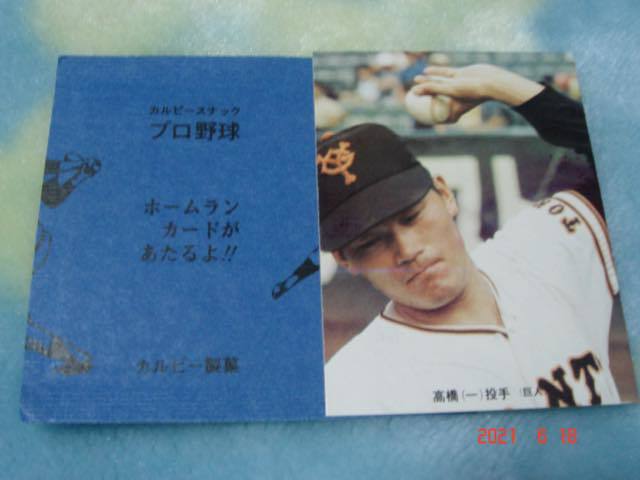 カルビースナック
プロ野球
ホームラン
カードが
あたるよ!!
カルビー製菓
TO
NT
高橋(一)投手 (巨人
2021 6 18